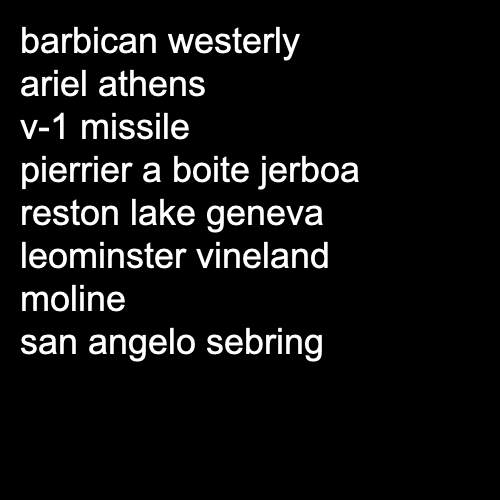 barbican westerly
ariel athens
v-1 missile
pierrier a boite jerboa
reston lake geneva
leominster vineland
moline
san angelo sebring